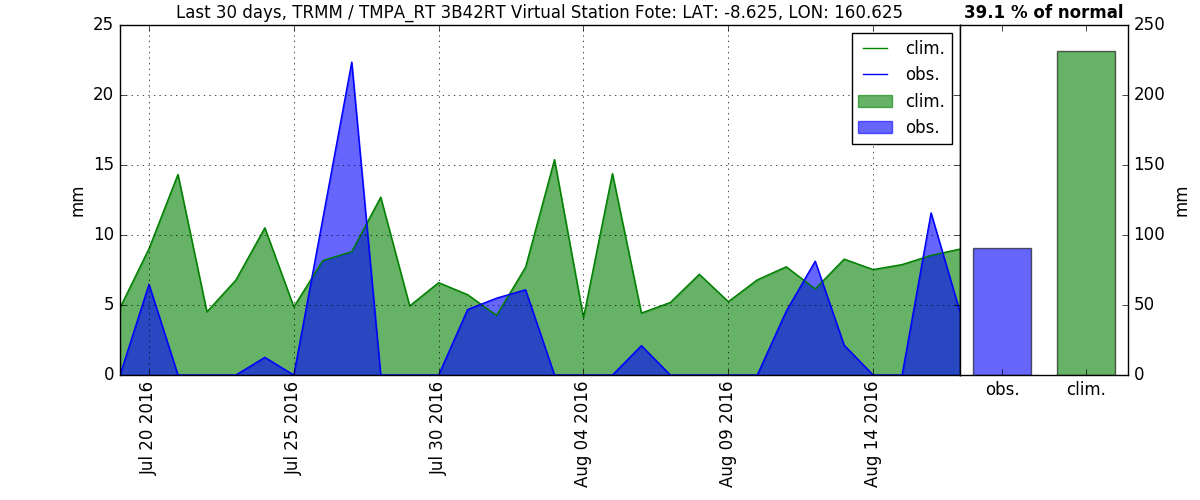 Last 30 days, TRMM / TMPA_RT 3B42RT Virtual Station Fote: LAT: -8.625, LON: 160.625
39.1 % of normal
25
20
15
10
5
0
mm
clim.
obs.
clim.
obs.
Jul 20 2016
Jul 25 2016
Jul 30 2016
Aug 04 2016
Aug 09 2016
Aug 14 2016
250
200
150
100
50
0
mm
obs.
clim.